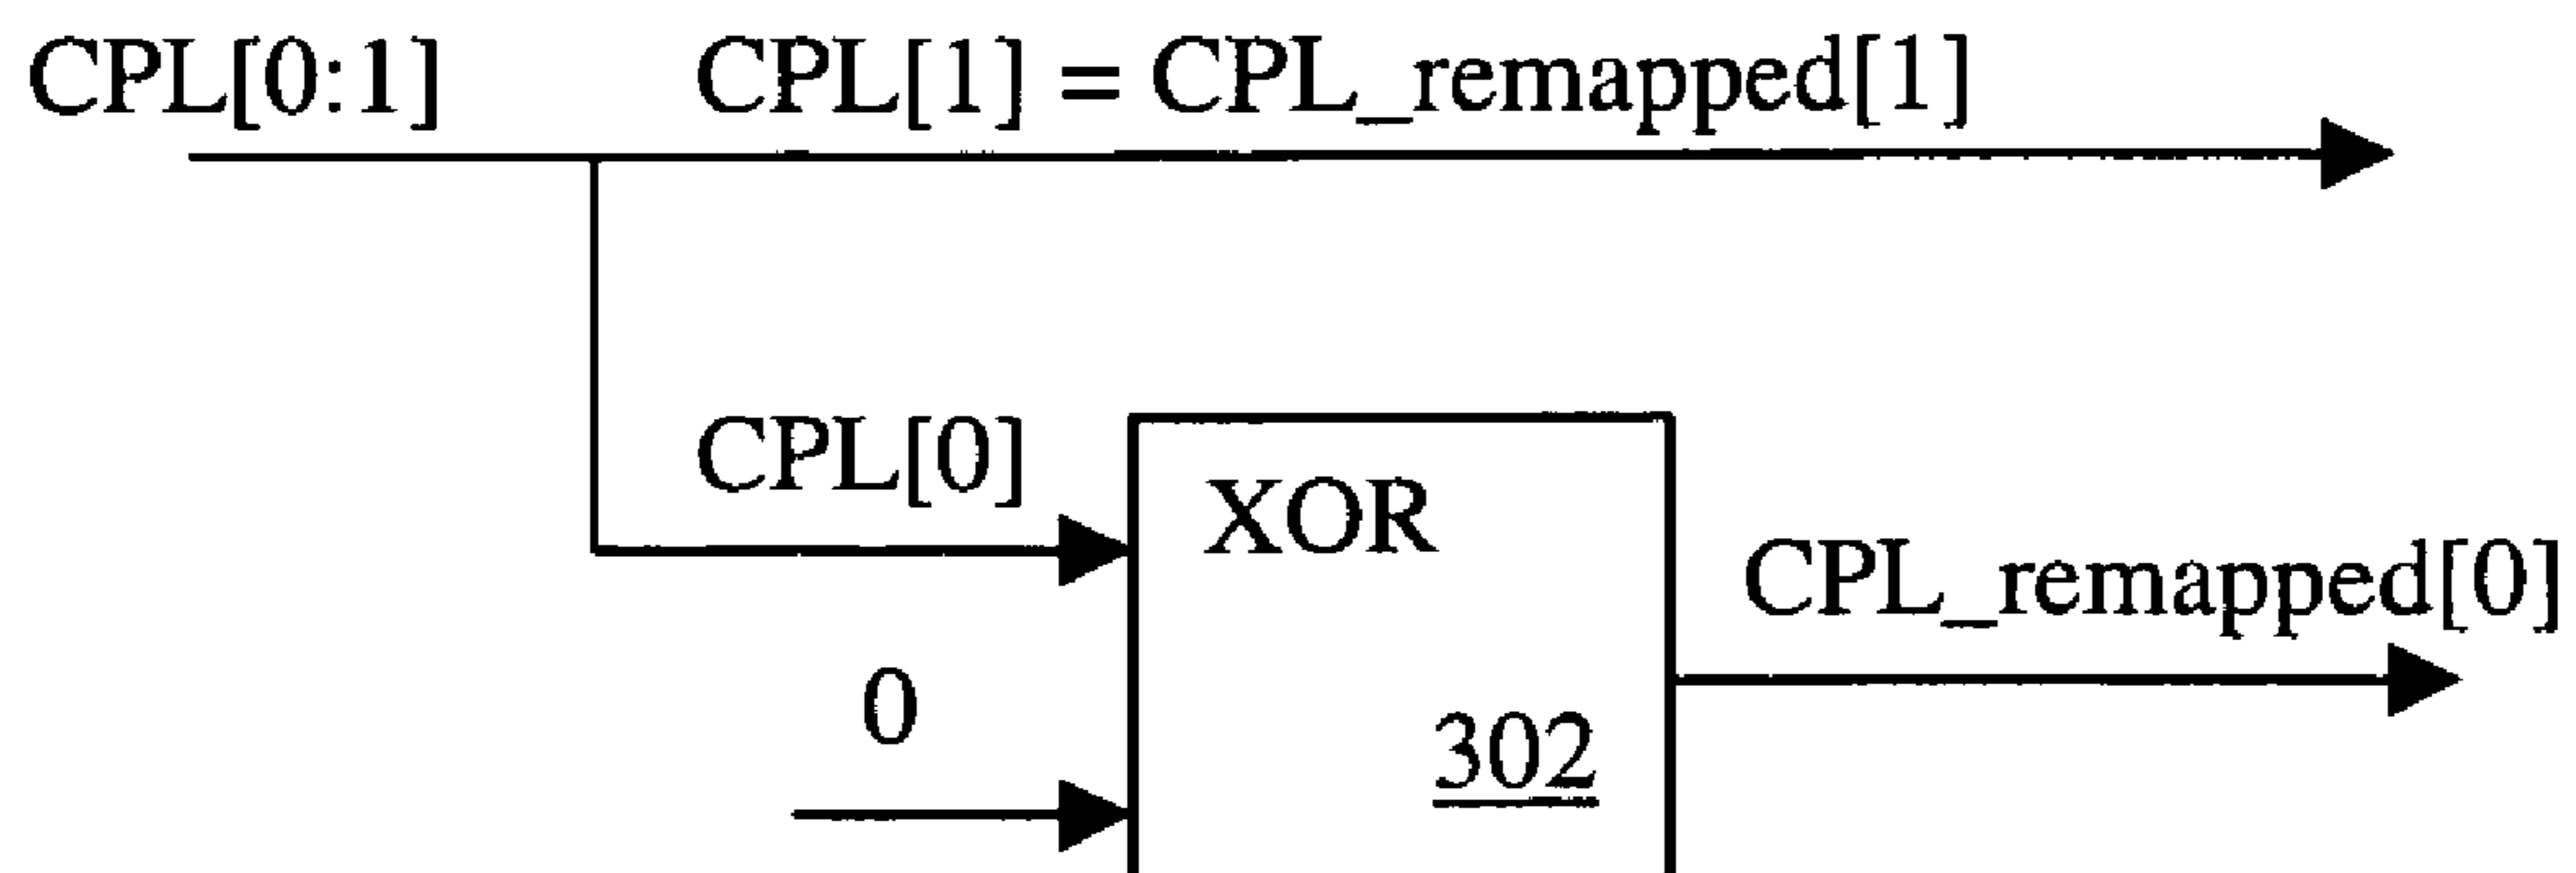 CPL[0:1]
CPL[1] = CPL_remapped[1]
CPL[0]
XOR
CPL_remapped[0]
0
302